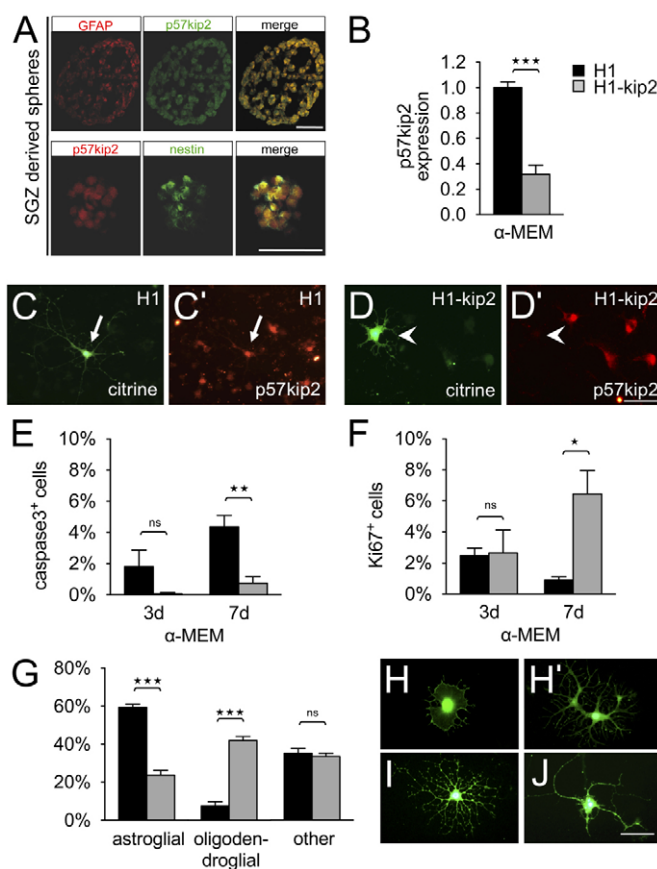 A
GFAP p57kip2 merge
SGZ derived spheres
p57kip2 nestin merge
B
★★★
H1
H1-kip2
p57kip2
expression
1.2
1.0
0.8
0.6
0.4
0.2
0.0
α-MEM
C H1
citrine
C' H1
p57kip2
D H1-kip2
citrine
D' H1-kip2
p57kip2
E
caspase3+ cells
10%
8%
6%
4%
2%
0%
ns
★★
3d 7d
α-MEM
F
Ki67+ cells
10%
8%
6%
4%
2%
0%
ns
★
3d 7d
α-MEM
G
80%
60%
40%
20%
0%
★★★
★★★
ns
astroglial oligoden- other
droglial
H H'
I J